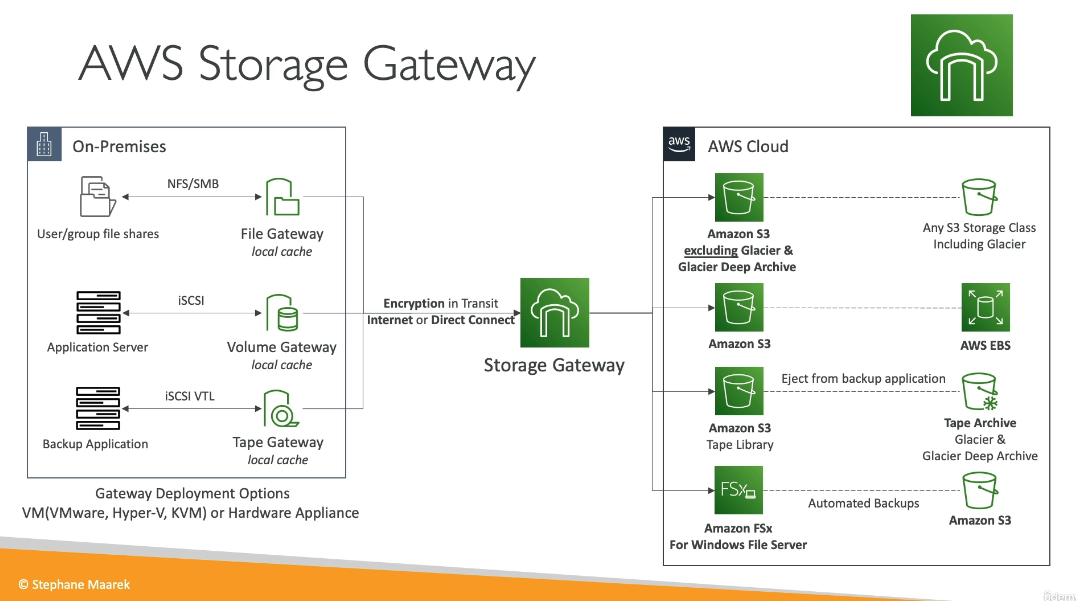 AWS Storage Gateway
On-Premises
NFS/SMB
User/group file shares
File Gateway
local cache
iSCSI
Application Server
Volume Gateway
local cache
iSCSI VTL
Backup Application
Tape Gateway
local cache
Gateway Deployment Options
VM(VMware, Hyper-V, KVM) or Hardware Appliance
Encryption in Transit
Internet or Direct Connect
Storage Gateway
aws
AWS Cloud
Amazon S3
excluding Glacier &
Glacier Deep Archive
Any S3 Storage Class
Including Glacier
Amazon S3
AWS EBS
Amazon S3
Tape Library
Eject from backup application
Tape Archive
Glacier &
Glacier Deep Archive
FSx
Amazon FSx
For Windows File Server
Automated Backups
Amazon S3
© Stephane Maarek
ûdemy